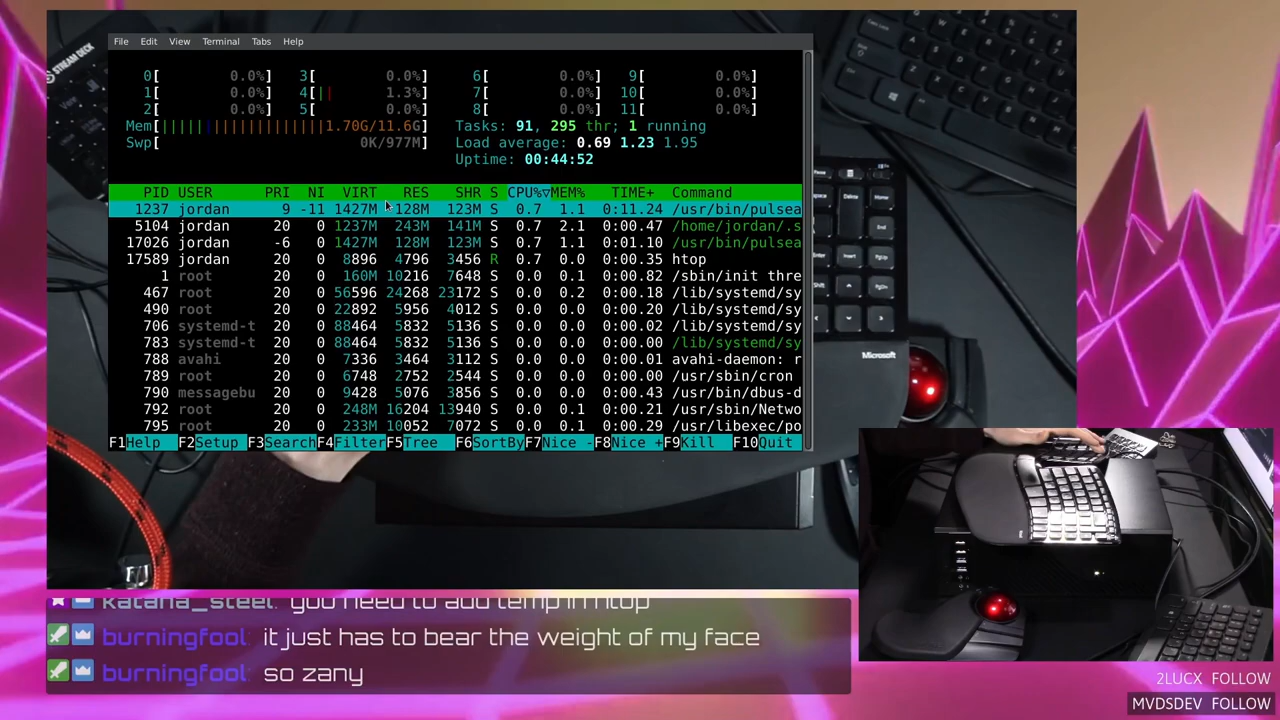 STREAM DECK
File Edit View Terminal Tabs Help
0[ 0.0%] 3[ 0.0%] 6[ 0.0%] 9[ 0.0%]
1[ 0.0%] 4[|| 1.3%] 7[ 0.0%] 10[ 0.0%]
2[ 0.0%] 5[ 0.0%] 8[ 0.0%] 11[ 0.0%]
Mem[||||||||||||||||||||1.70G/11.6G] Tasks: 91, 295 thr; 1 running
Swp[ 0K/977M] Load average: 0.69 1.23 1.95
Uptime: 00:44:52
PID USER PRI NI VIRT RES SHR S CPU%▽MEM% TIME+ Command
1237 jordan 9 -11 1427M 128M 123M S 0.7 1.1 0:11.24 /usr/bin/pulsea
5104 jordan 20 0 1237M 243M 141M S 0.7 2.1 0:00.47 /home/jordan/.s
17026 jordan -6 0 1427M 128M 123M S 0.7 1.1 0:01.10 /usr/bin/pulsea
17589 jordan 20 0 8896 4796 3456 R 0.7 0.0 0:00.35 htop
1 root 20 0 160M 10216 7648 S 0.0 0.1 0:00.82 /sbin/init thre
467 root 20 0 56596 24268 23172 S 0.0 0.2 0:00.18 /lib/systemd/sy
490 root 20 0 22892 5956 4012 S 0.0 0.0 0:00.20 /lib/systemd/sy
706 systemd-t 20 0 88464 5832 5136 S 0.0 0.0 0:00.02 /lib/systemd/sy
783 systemd-t 20 0 88464 5832 5136 S 0.0 0.0 0:00.00 /lib/systemd/sy
788 avahi 20 0 7336 3464 3112 S 0.0 0.0 0:00.01 avahi-daemon: r
789 root 20 0 6748 2752 2544 S 0.0 0.0 0:00.00 /usr/sbin/cron
790 messagebu 20 0 9428 5076 3856 S 0.0 0.0 0:00.43 /usr/bin/dbus-d
792 root 20 0 248M 16204 13940 S 0.0 0.1 0:00.21 /usr/sbin/Netwo
795 root 20 0 233M 10052 7072 S 0.0 0.1 0:00.29 /usr/libexec/po
F1Help F2Setup F3SearchF4FilterF5Tree F6SortByF7Nice -F8Nice +F9Kill F10Quit
Microsoft
katana_steel: you need to add temp in htop
burningfool: it just has to bear the weight of my face
burningfool: so zany
2LUCX FOLLOW
MVDSDEV FOLLOW